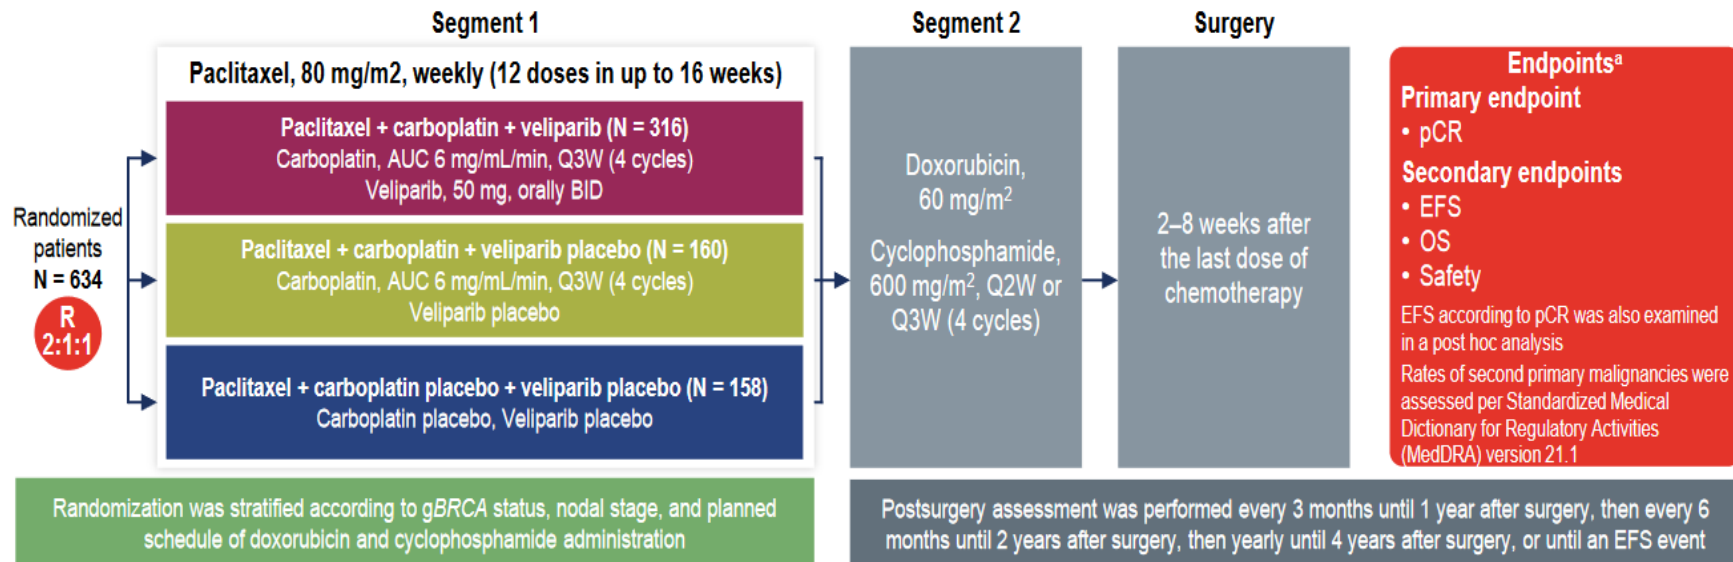 Segment 1
Paclitaxel, 80 mg/m2, weekly (12 doses in up to 16 weeks)
Randomized
patients
N = 634
R
2:1:1
Paclitaxel + carboplatin + veliparib (N = 316)
Carboplatin, AUC 6 mg/mL/min, Q3W (4 cycles)
Veliparib, 50 mg, orally BID
Paclitaxel + carboplatin + veliparib placebo (N = 160)
Carboplatin, AUC 6 mg/mL/min, Q3W (4 cycles)
Veliparib placebo
Paclitaxel + carboplatin placebo + veliparib placebo (N = 158)
Carboplatin placebo, Veliparib placebo
Randomization was stratified according to gBRCA status, nodal stage, and planned
schedule of doxorubicin and cyclophosphamide administration
Segment 2
Doxorubicin,
60 mg/m²
Cyclophosphamide,
600 mg/m², Q2W or
Q3W (4 cycles)
Surgery
2–8 weeks after
the last dose of
chemotherapy
Endpointsᵃ
Primary endpoint
• pCR
Secondary endpoints
• EFS
• OS
• Safety
EFS according to pCR was also examined
in a post hoc analysis
Rates of second primary malignancies were
assessed per Standardized Medical
Dictionary for Regulatory Activities
(MedDRA) version 21.1
Postsurgery assessment was performed every 3 months until 1 year after surgery, then every 6
months until 2 years after surgery, then yearly until 4 years after surgery, or until an EFS event